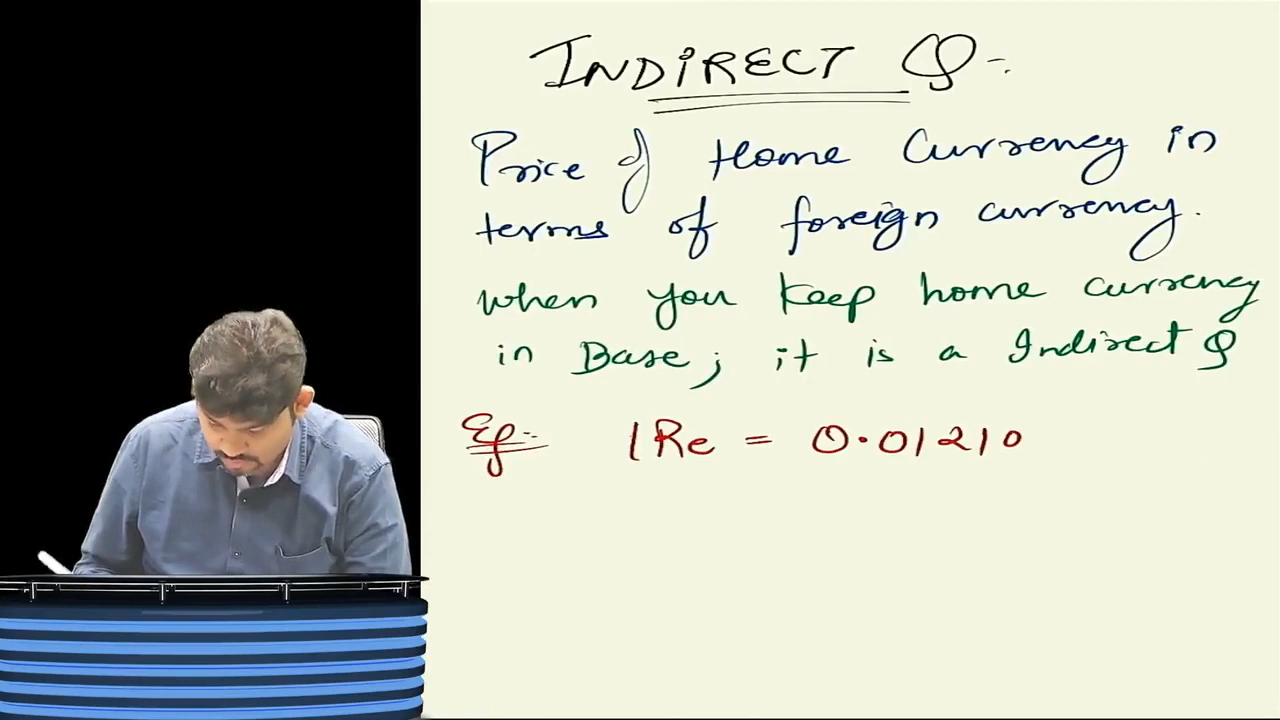 INDIRECT Q:-
Price of Home Currency in
terms of foreign currency.
when you keep home currency
in Base; it is a Indirect Q
Eg:- 1Re = 0.01210